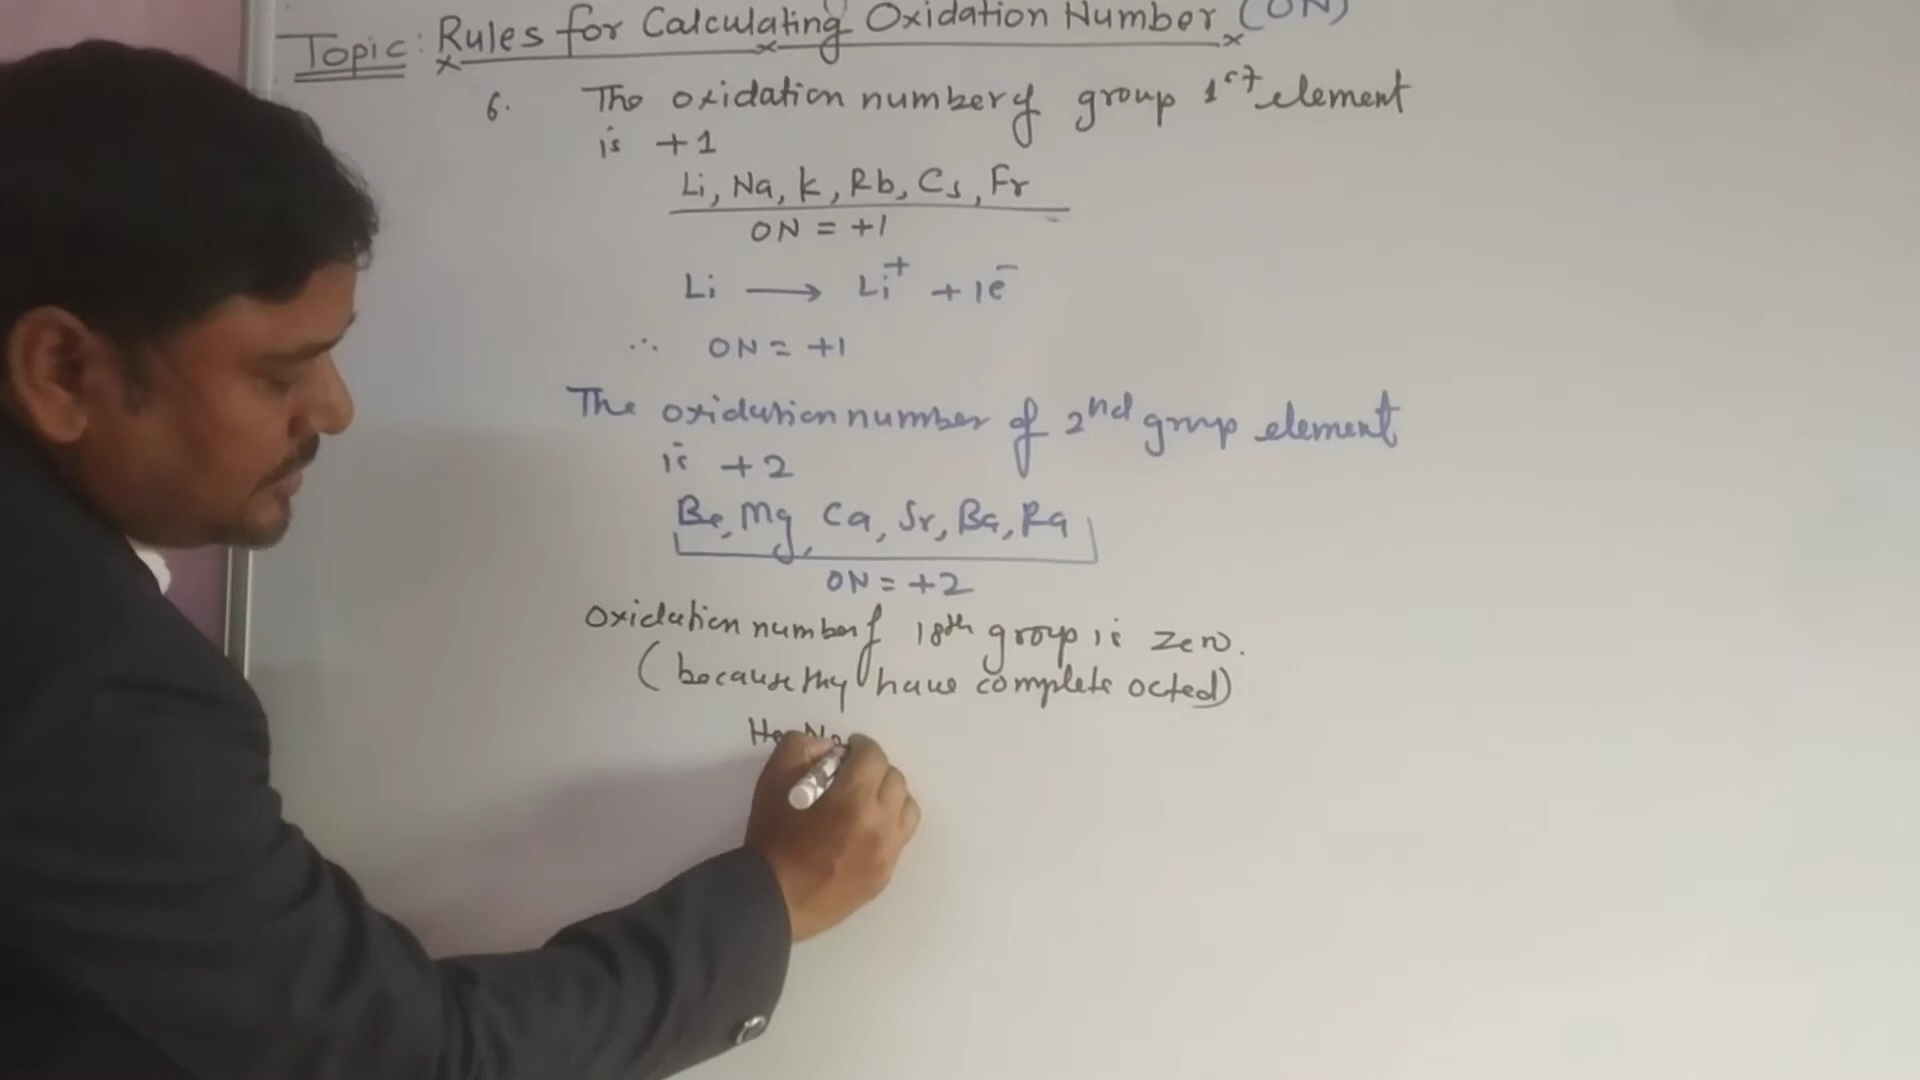 Topic: Rules for Calculating Oxidation Number (ON)
6. The oxidation number of group 1st element
is +1
Li, Na, K, Rb, Cs, Fr
ON = +1
Li ⟶ Li⁺ + 1e⁻
∴ ON = +1
The oxidation number of 2nd group element
is +2
Be, Mg, Ca, Sr, Ba, Ra
ON = +2
Oxidation number of 18th group is zero.
(because they have complete octed)
He Ne